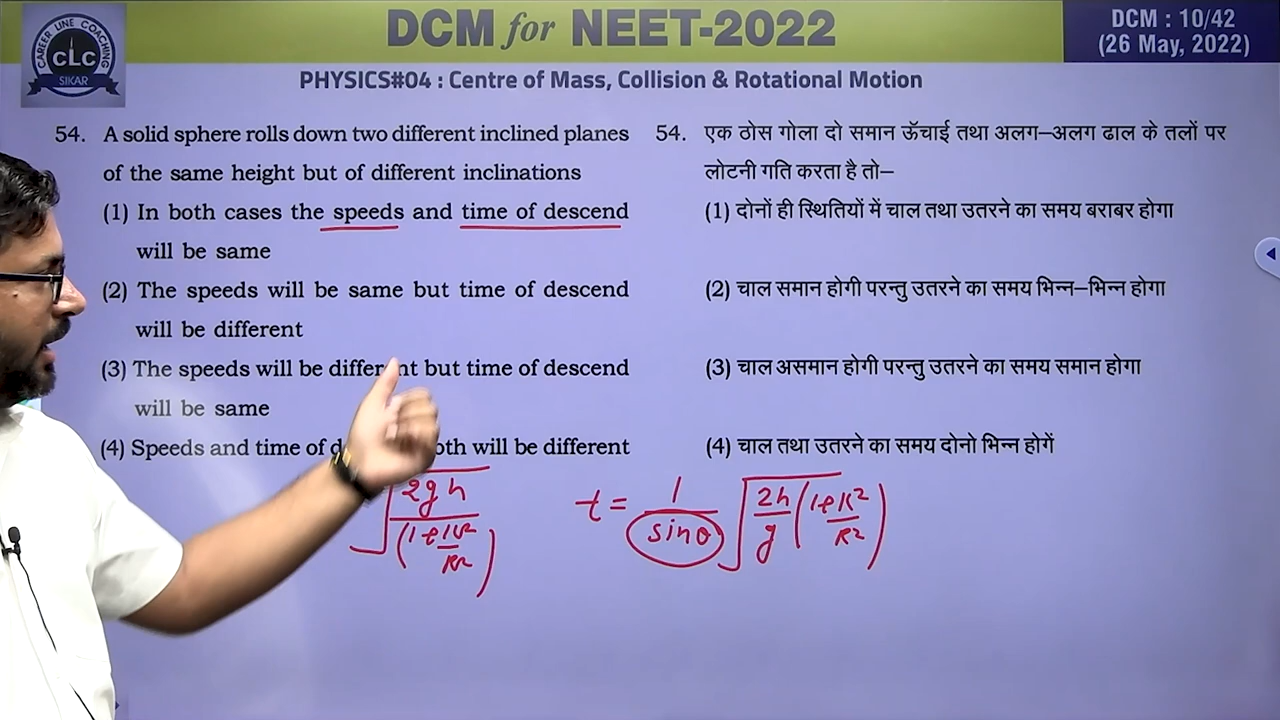 CAREER LINE COACHING
CLC
SIKAR
DCM for NEET-2022
DCM : 10/42
(26 May, 2022)
PHYSICS#04 : Centre of Mass, Collision & Rotational Motion
54. A solid sphere rolls down two different inclined planes
of the same height but of different inclinations
(1) In both cases the speeds and time of descend
will be same
(2) The speeds will be same but time of descend
will be different
(3) The speeds will be different but time of descend
will be same
(4) Speeds and time of both will be different
54. एक ठोस गोला दो समान ऊँचाई तथा अलग–अलग ढाल के तलों पर
लोटनी गति करता है तो–
(1) दोनों ही स्थितियों में चाल तथा उतरने का समय बराबर होगा
(2) चाल समान होगी परन्तु उतरने का समय भिन्न–भिन्न होगा
(3) चाल असमान होगी परन्तु उतरने का समय समान होगा
(4) चाल तथा उतरने का समय दोनो भिन्न होगें
√(2gh/(1+K²/R²))
t = 1/sinθ √(2h/g (1+K²/R²))